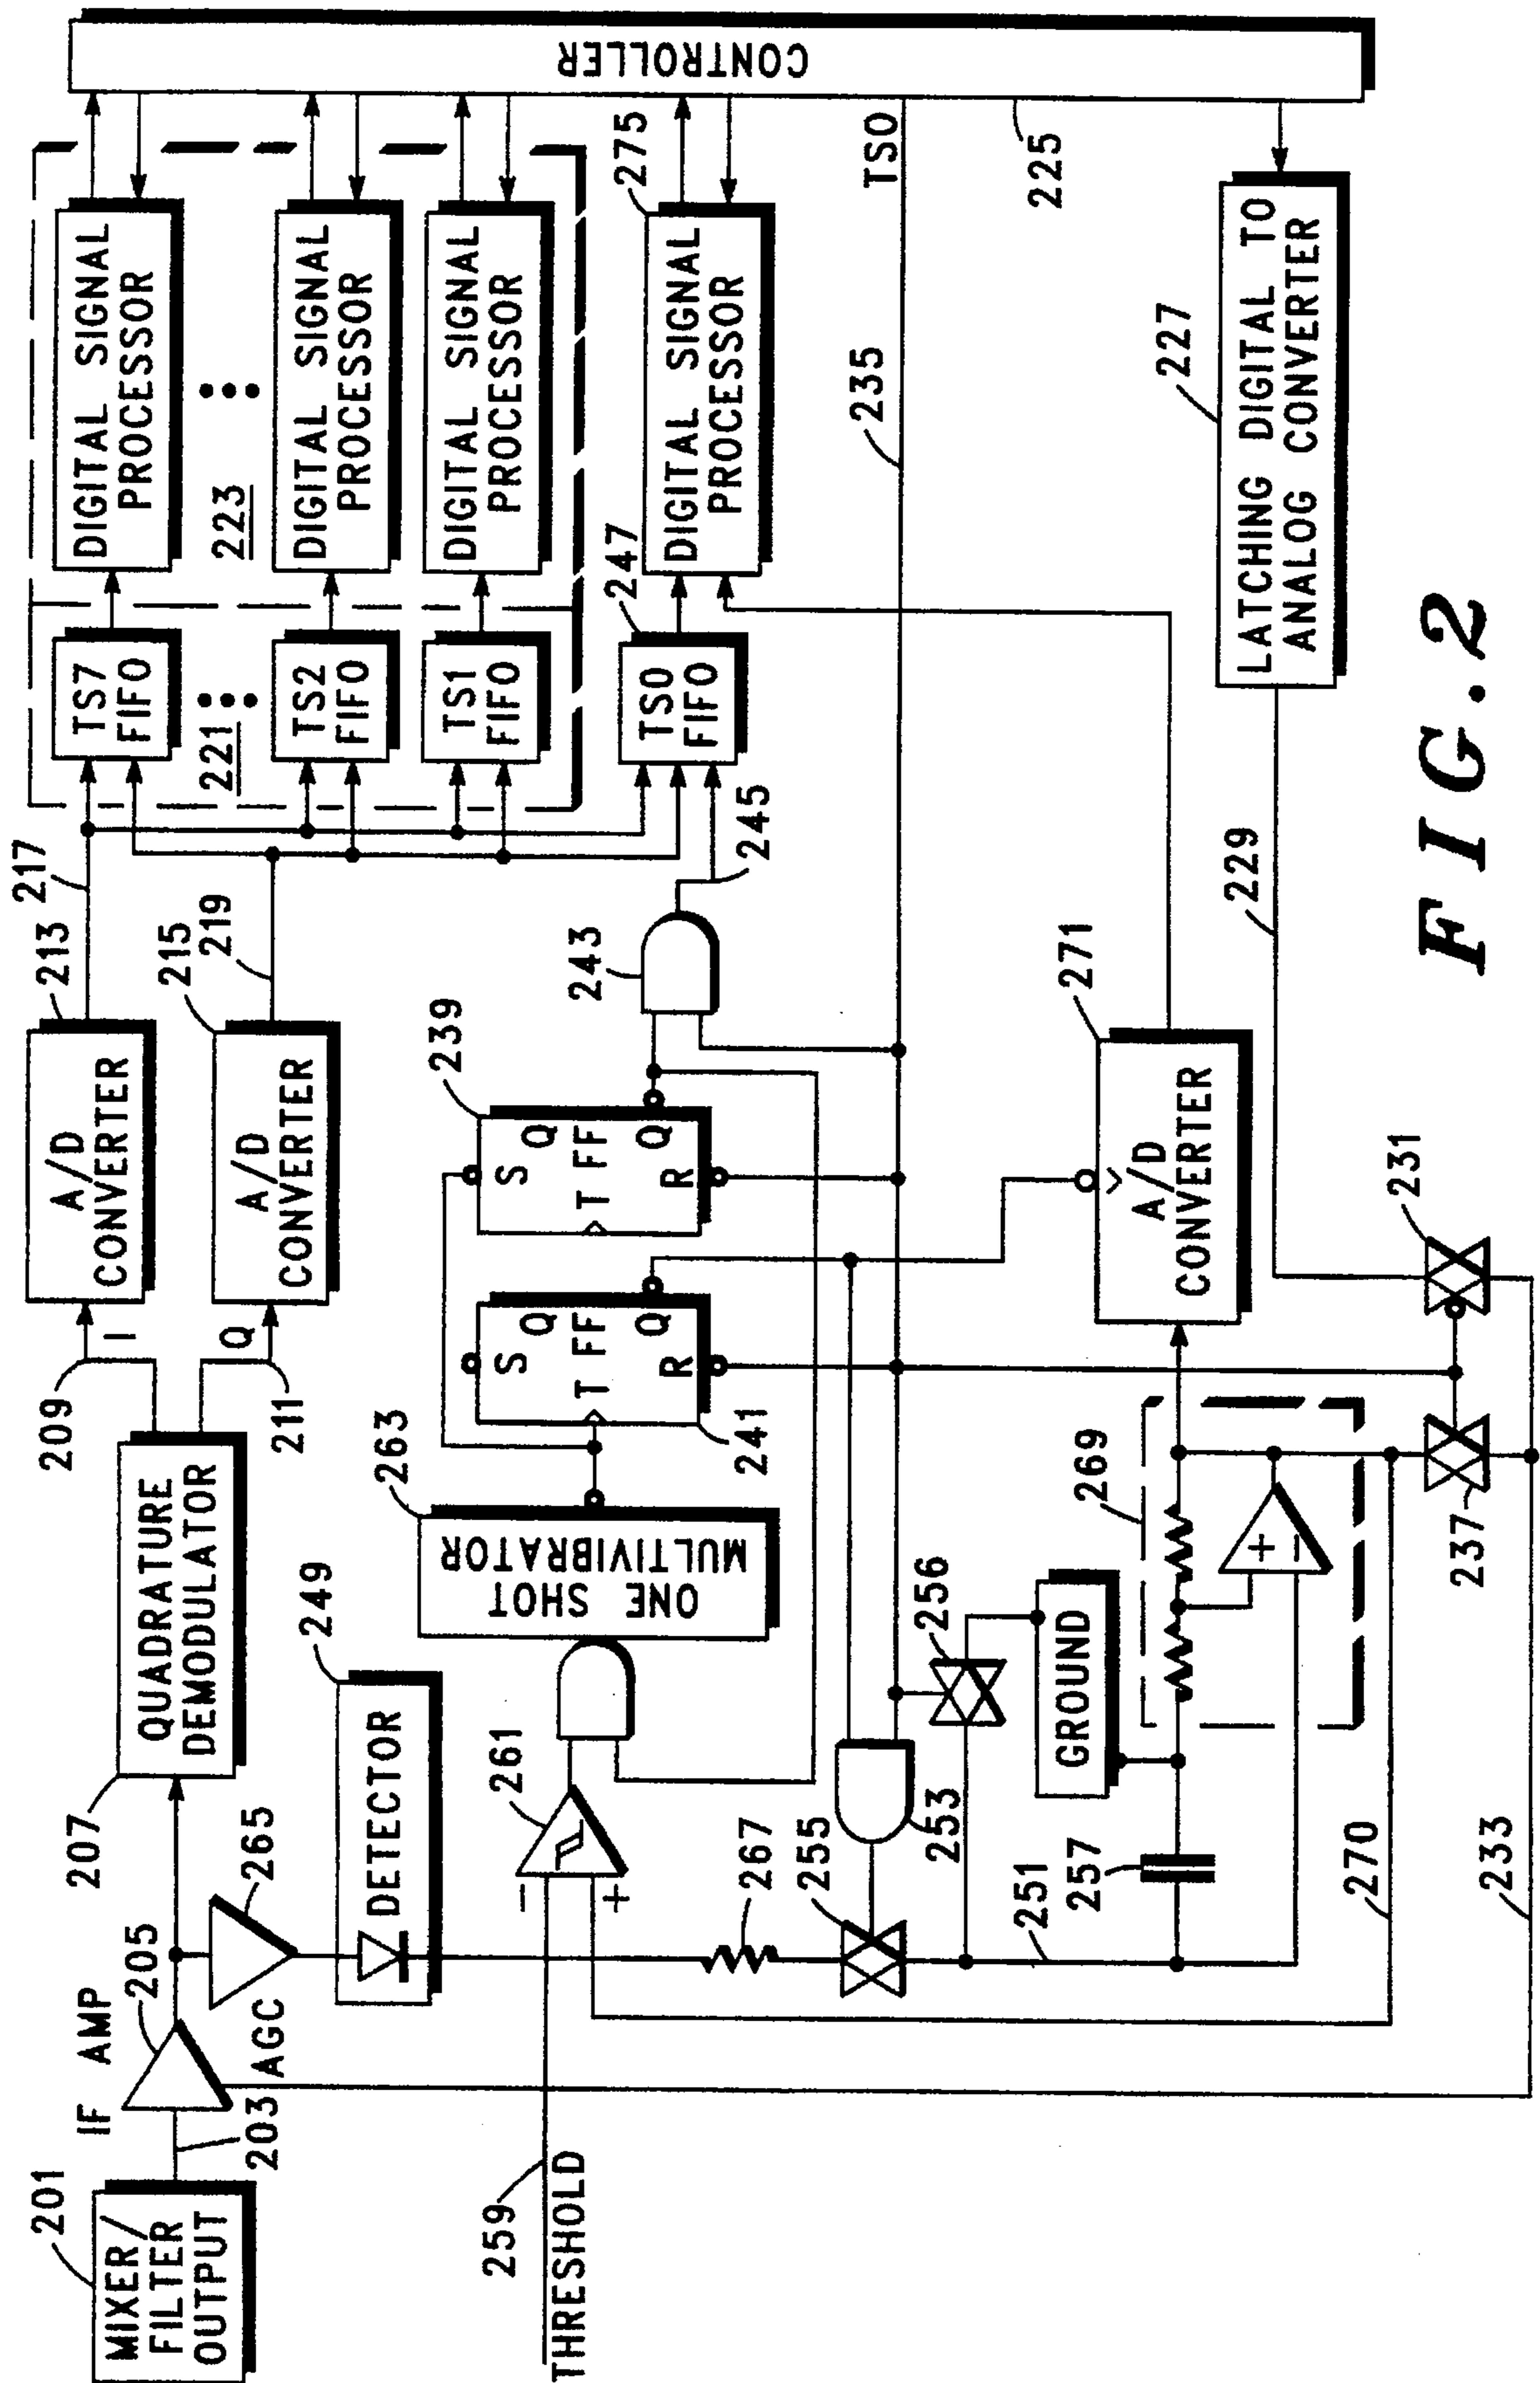 201
MIXER/
FILTER
OUTPUT
203
IF AMP
205
AGC
207
QUADRATURE
DEMODULATOR
209
I
211
Q
A/D
CONVERTER
213
217
A/D
CONVERTER
215
219
221
TS7
FIFO
TS2
FIFO
TS1
FIFO
223
DIGITAL SIGNAL
PROCESSOR
DIGITAL SIGNAL
PROCESSOR
DIGITAL SIGNAL
PROCESSOR
CONTROLLER
265
249
DETECTOR
259
THRESHOLD
261
-
+
263
ONE SHOT
MULTIVIBRATOR
241
S
Q
T FF
Q
R
239
S
Q
T FF
Q
R
243
245
TS0
FIFO
247
DIGITAL SIGNAL
PROCESSOR
275
TSO
235
225
267
255
253
256
251
257
GROUND
269
+
-
A/D
CONVERTER
271
270
233
237
231
229
LATCHING DIGITAL TO
ANALOG CONVERTER
227
FIG.2